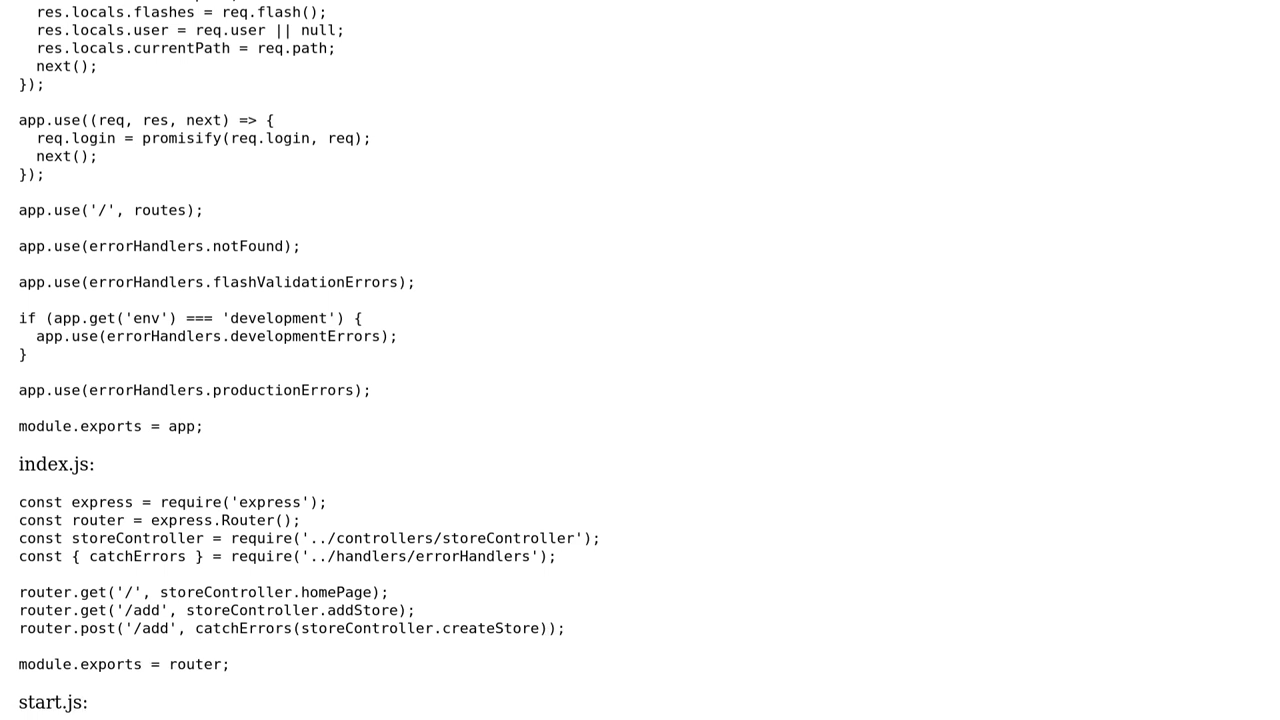 res.locals.flashes = req.flash();
res.locals.user = req.user || null;
res.locals.currentPath = req.path;
next();
});
app.use((req, res, next) => {
req.login = promisify(req.login, req);
next();
});
app.use('/', routes);
app.use(errorHandlers.notFound);
app.use(errorHandlers.flashValidationErrors);
if (app.get('env') === 'development') {
app.use(errorHandlers.developmentErrors);
}
app.use(errorHandlers.productionErrors);
module.exports = app;
index.js:
const express = require('express');
const router = express.Router();
const storeController = require('../controllers/storeController');
const { catchErrors } = require('../handlers/errorHandlers');
router.get('/', storeController.homePage);
router.get('/add', storeController.addStore);
router.post('/add', catchErrors(storeController.createStore));
module.exports = router;
start.js: